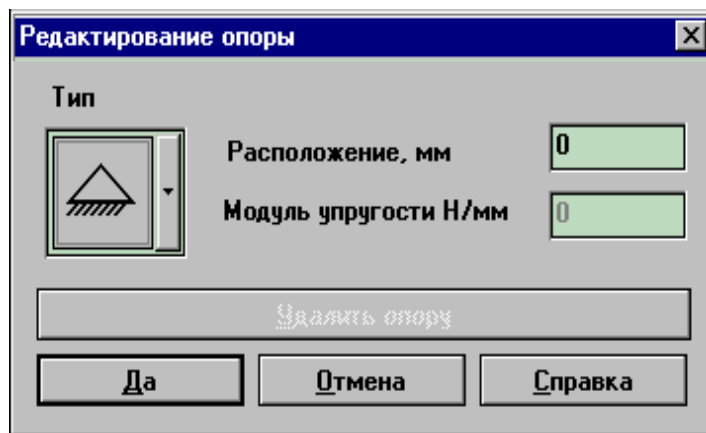 Редактирование опоры
Тип
Расположение, мм 0
Модуль упругости Н/мм 0
Удалить опору
Да Отмена Справка